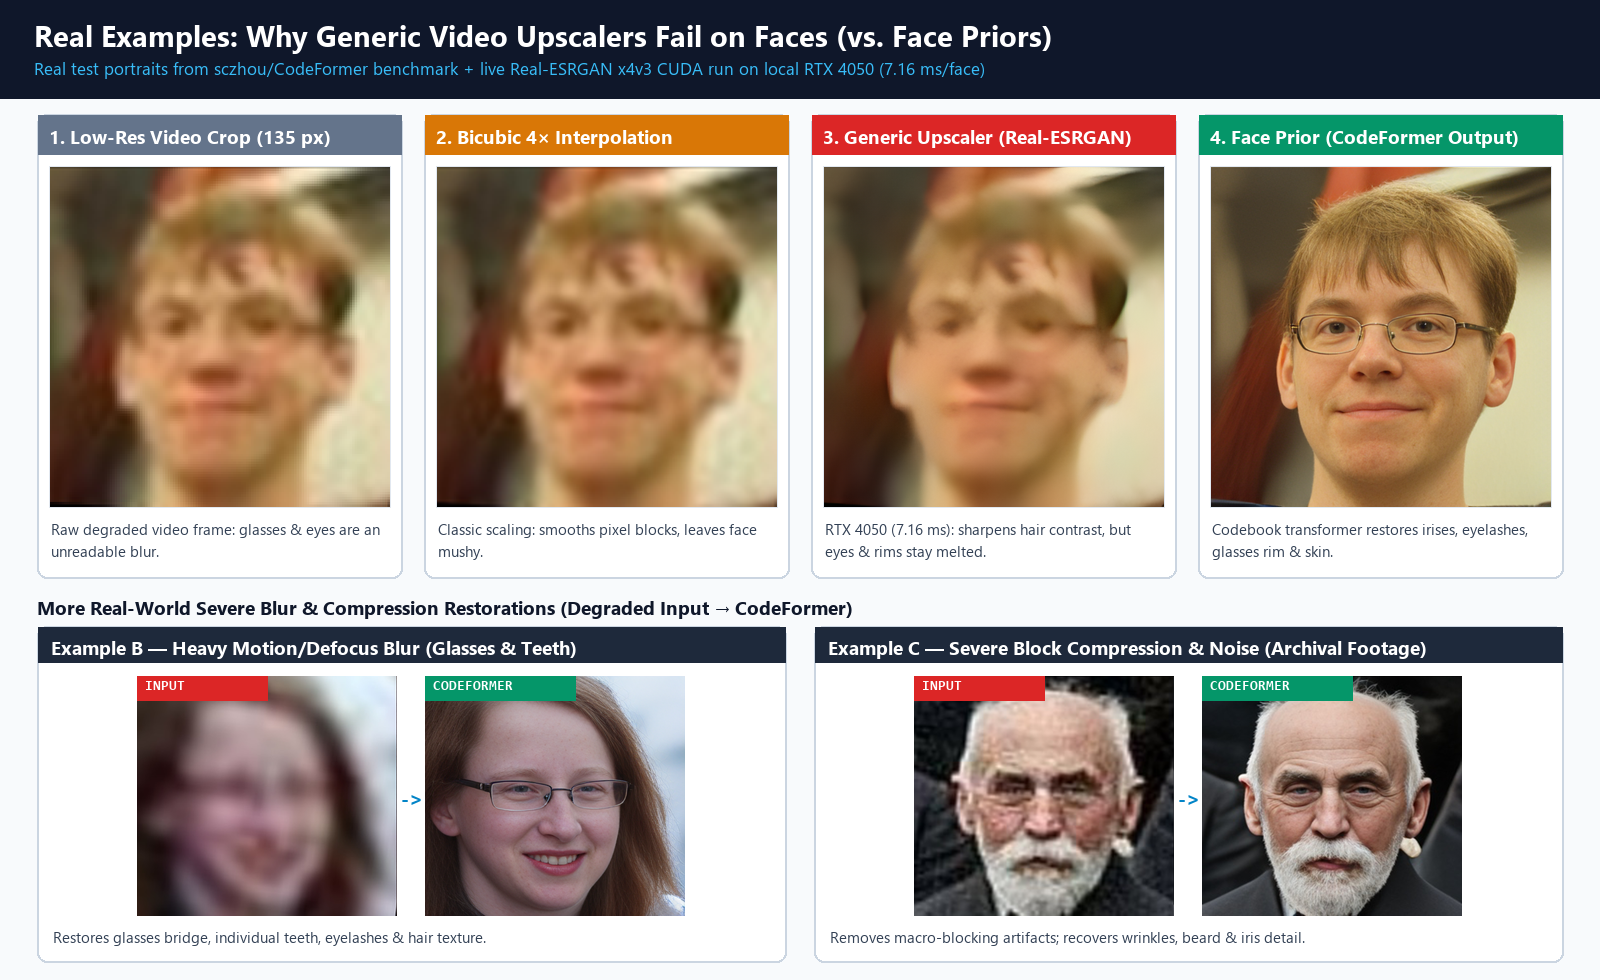 Real Examples: Why Generic Video Upscalers Fail on Faces (vs. Face Priors)
Real test portraits from sczhou/CodeFormer benchmark + live Real-ESRGAN x4v3 CUDA run on local RTX 4050 (7.16 ms/face)
1. Low-Res Video Crop (135 px)
Raw degraded video frame: glasses & eyes are an
unreadable blur.
2. Bicubic 4× Interpolation
Classic scaling: smooths pixel blocks, leaves face
mushy.
3. Generic Upscaler (Real-ESRGAN)
RTX 4050 (7.16 ms): sharpens hair contrast, but
eyes & rims stay melted.
4. Face Prior (CodeFormer Output)
Codebook transformer restores irises, eyelashes,
glasses rim & skin.
More Real-World Severe Blur & Compression Restorations (Degraded Input → CodeFormer)
Example B — Heavy Motion/Defocus Blur (Glasses & Teeth)
INPUT
->
CODEFORMER
Restores glasses bridge, individual teeth, eyelashes & hair texture.
Example C — Severe Block Compression & Noise (Archival Footage)
INPUT
->
CODEFORMER
Removes macro-blocking artifacts; recovers wrinkles, beard & iris detail.